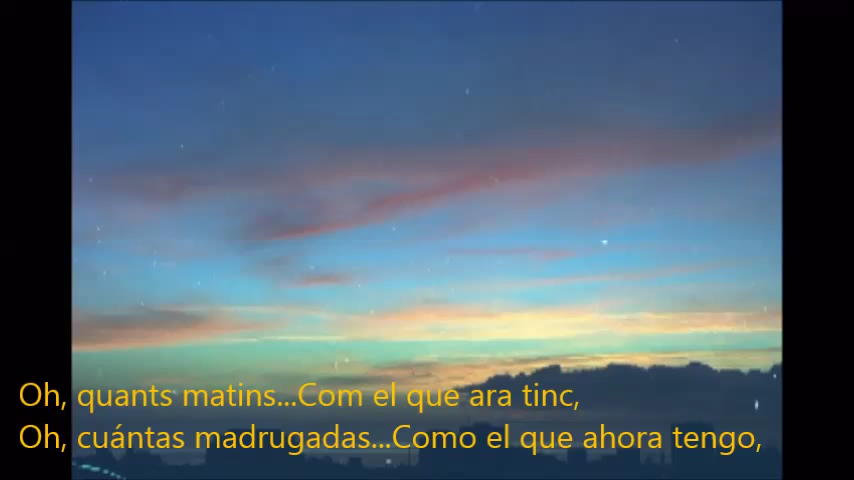 Oh, quants matins...Com el que ara tinc,
Oh, cuántas madrugadas...Como el que ahora tengo,